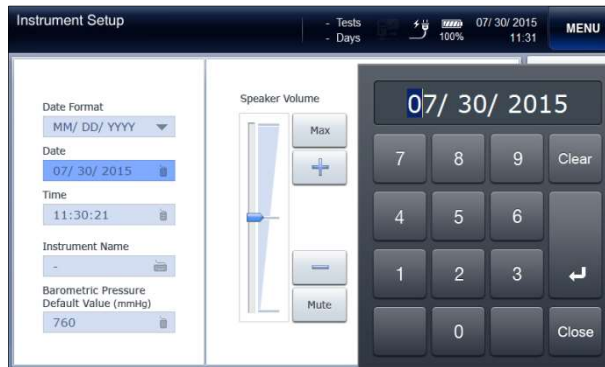 Instrument Setup
- Tests
- Days
100%
07/ 30/ 2015
11:31
MENU
Date Format
MM/ DD/ YYYY
Date
07/ 30/ 2015
Time
11:30:21
Instrument Name
-
Barometric Pressure
Default Value (mmHg)
760
Speaker Volume
Max
Mute
07/ 30/ 2015
7 8 9 Clear
4 5 6
1 2 3
0 Close